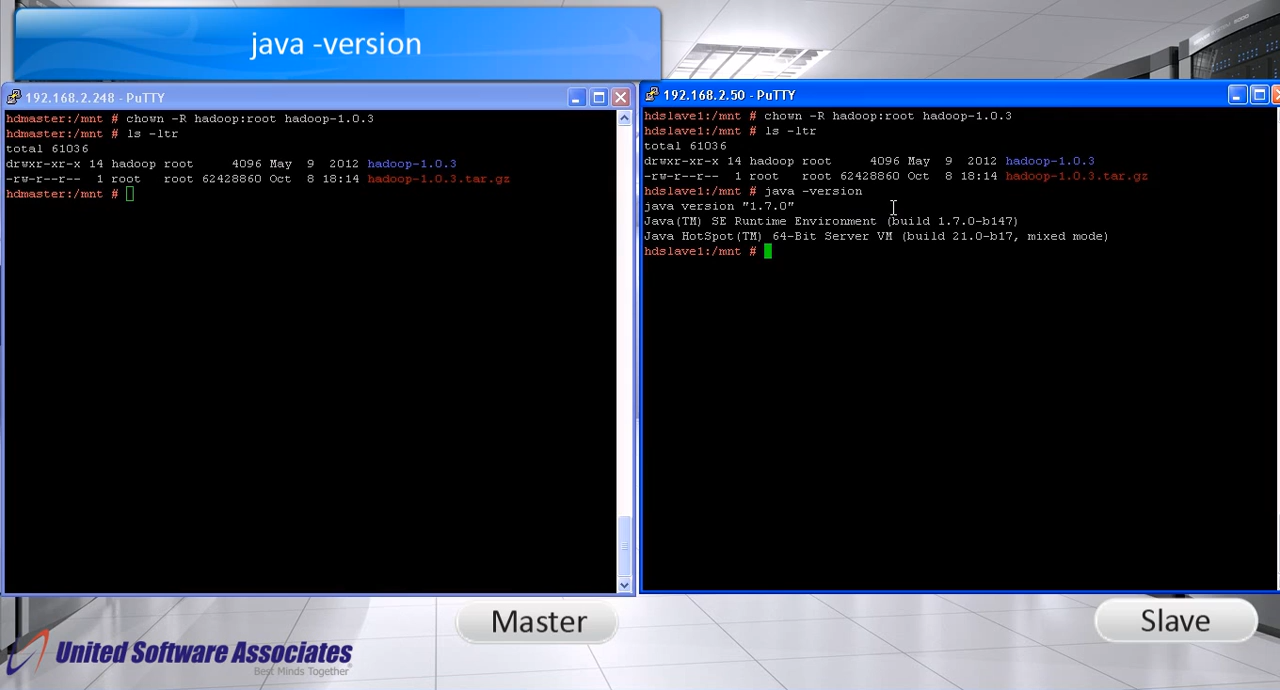 java -version
192.168.2.248 - PuTTY
hdmaster:/mnt # chown -R hadoop:root hadoop-1.0.3
hdmaster:/mnt # ls -ltr
total 61036
drwxr-xr-x 14 hadoop root     4096 May  9  2012 hadoop-1.0.3
-rw-r--r--  1 root   root 62428860 Oct  8 18:14 hadoop-1.0.3.tar.gz
hdmaster:/mnt #
192.168.2.50 - PuTTY
hdslave1:/mnt # chown -R hadoop:root hadoop-1.0.3
hdslave1:/mnt # ls -ltr
total 61036
drwxr-xr-x 14 hadoop root     4096 May  9  2012 hadoop-1.0.3
-rw-r--r--  1 root   root 62428860 Oct  8 18:14 hadoop-1.0.3.tar.gz
hdslave1:/mnt # java -version
java version "1.7.0"
Java(TM) SE Runtime Environment (build 1.7.0-b147)
Java HotSpot(TM) 64-Bit Server VM (build 21.0-b17, mixed mode)
hdslave1:/mnt #
Master
Slave
United Software Associates
Best Minds Together